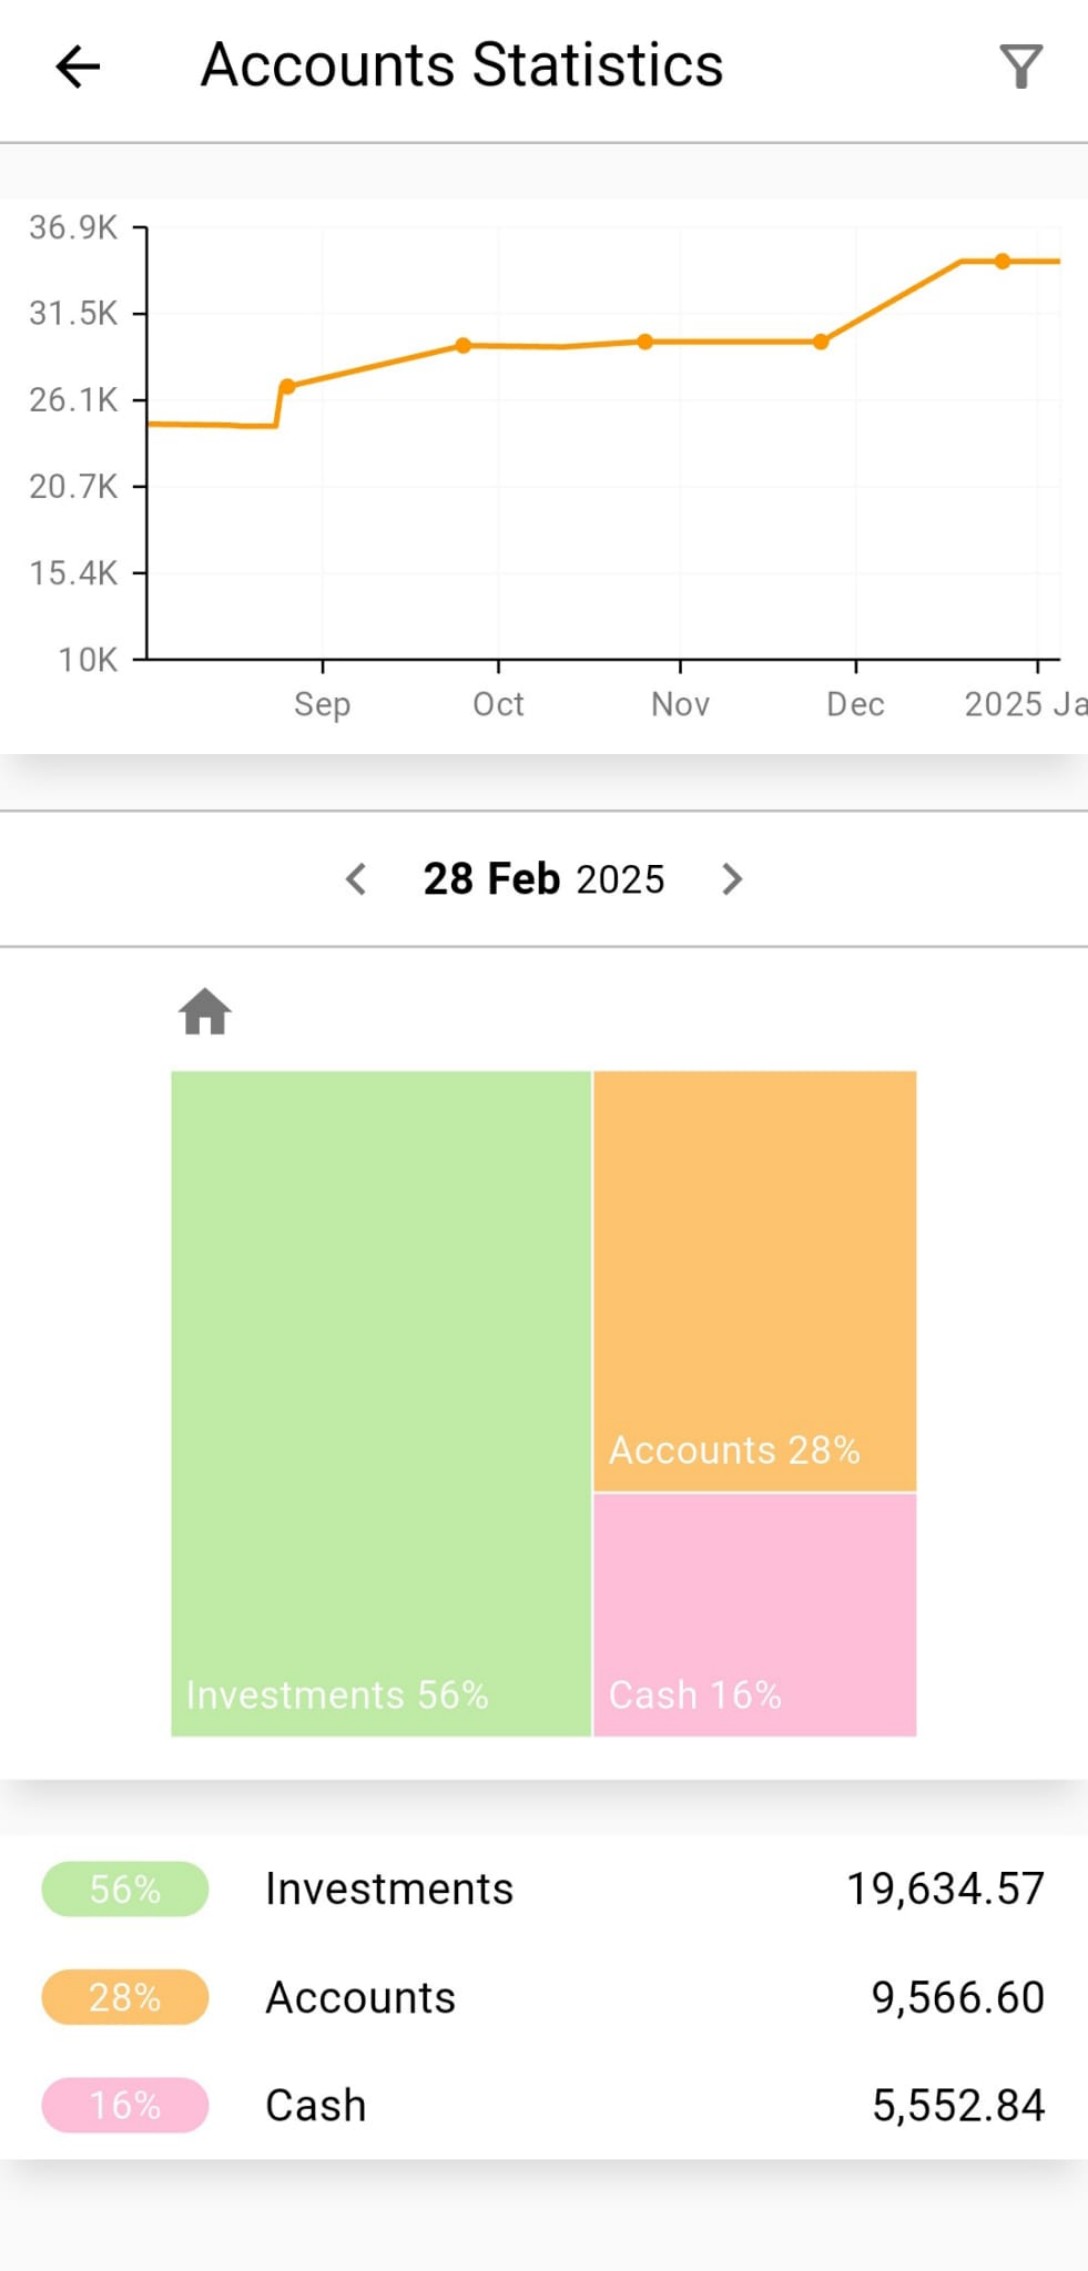 Accounts Statistics
36.9K
31.5K
26.1K
20.7K
15.4K
10K
Sep Oct Nov Dec 2025 Ja
28 Feb 2025
Accounts 28%
Investments 56% Cash 16%
56% Investments 19,634.57
28% Accounts 9,566.60
16% Cash 5,552.84